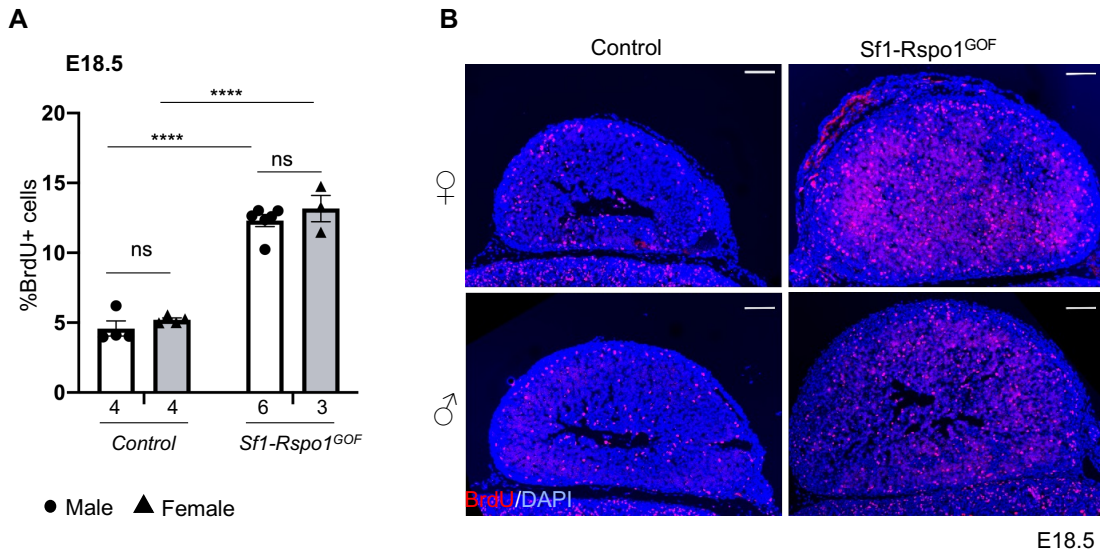 A
E18.5
****
****
ns
ns
20
15
10
5
0
%BrdU+ cells
4 4 6 3
Control Sf1-Rspo1GOF
● Male ▲ Female
B
Control Sf1-Rspo1GOF
♀
♂
BrdU/DAPI
E18.5